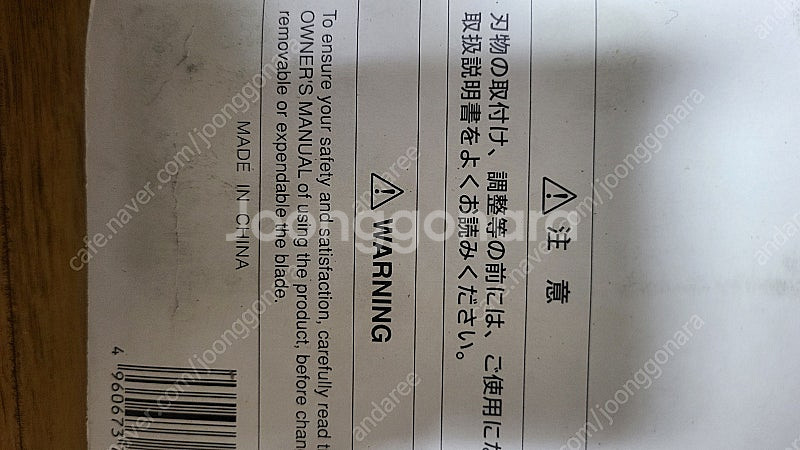 ⚠注 意
刃物の取付け、調整等の前には、ご使用に
取扱説明書をよくお読みください。
⚠WARNING
To ensure your safety and satisfaction, carefully read
OWNER'S MANUAL of using the product, before
removable or expendable the blade.
MADE IN CHINA
4 960673
joonggonara
cafe.naver.com/joonggonara
andaree